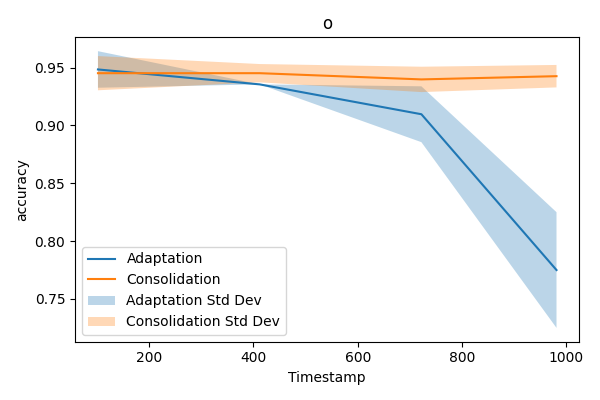 o
0.95
0.90
0.85
0.80
0.75
accuracy
Adaptation
Consolidation
Adaptation Std Dev
Consolidation Std Dev
200
400
600
800
1000
Timestamp